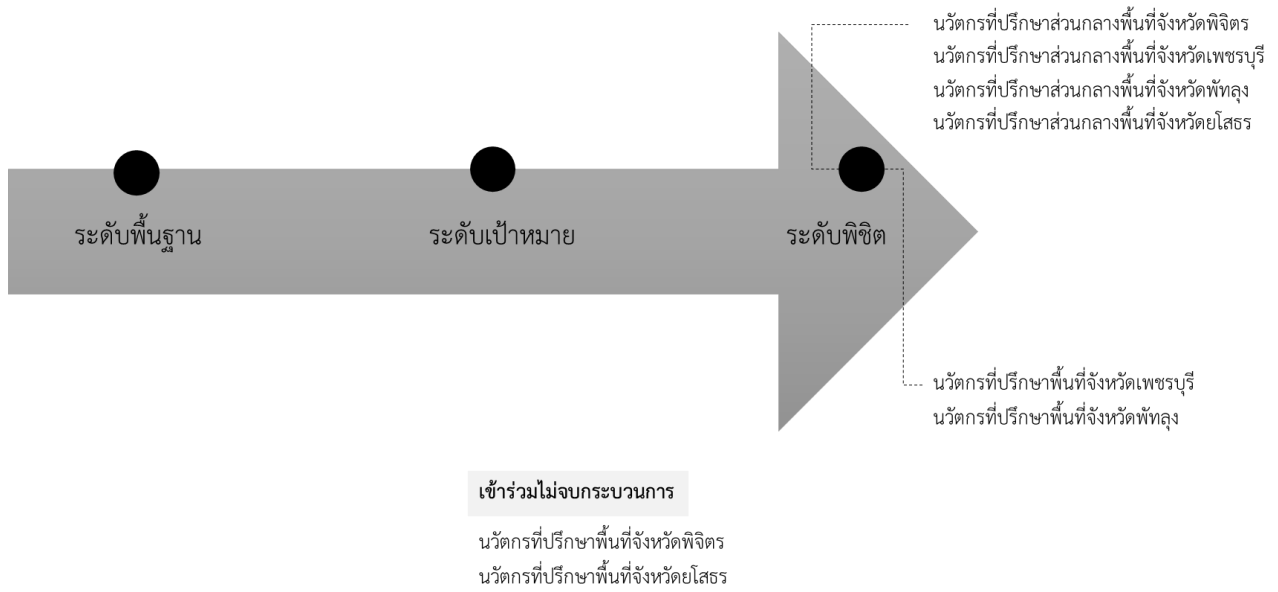 นวัตกรที่ปรึกษาส่วนกลางพื้นที่จังหวัดพิจิตร
นวัตกรที่ปรึกษาส่วนกลางพื้นที่จังหวัดเพชรบุรี
นวัตกรที่ปรึกษาส่วนกลางพื้นที่จังหวัดพัทลุง
นวัตกรที่ปรึกษาส่วนกลางพื้นที่จังหวัดยโสธร
ระดับพื้นฐาน
ระดับเป้าหมาย
ระดับพิชิต
นวัตกรที่ปรึกษาพื้นที่จังหวัดเพชรบุรี
นวัตกรที่ปรึกษาพื้นที่จังหวัดพัทลุง
เข้าร่วมไม่จบกระบวนการ
นวัตกรที่ปรึกษาพื้นที่จังหวัดพิจิตร
นวัตกรที่ปรึกษาพื้นที่จังหวัดยโสธร